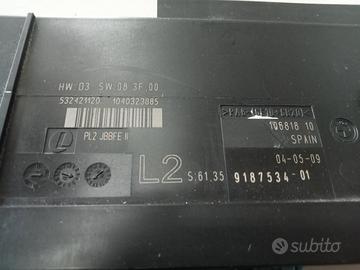 HW:03 SW:08.3F.00
532421120 1040323885
PL2 JBBFE II
L2
106818 10
SPAIN
04-05-09
S:61.35 9187534-01
subito